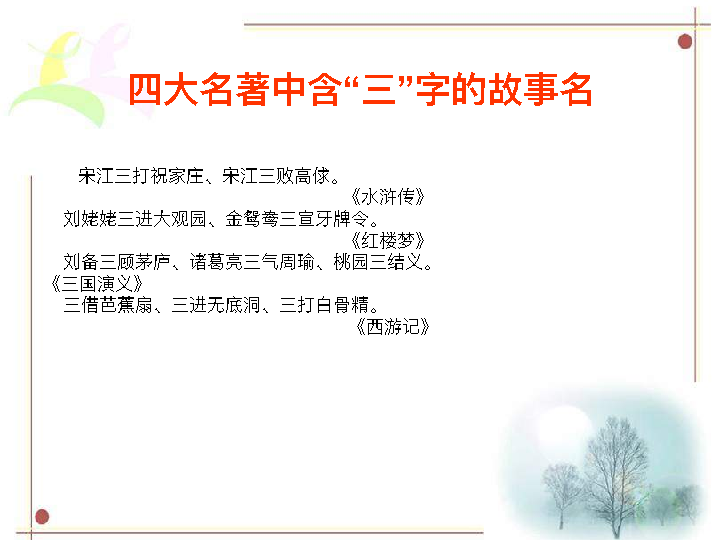 四大名著中含“三”字的故事名
宋江三打祝家庄、宋江三败高俅。
《水浒传》
刘姥姥三进大观园、金鸳鸯三宣牙牌令。
《红楼梦》
刘备三顾茅庐、诸葛亮三气周瑜、桃园三结义。
《三国演义》
三借芭蕉扇、三进无底洞、三打白骨精。
《西游记》